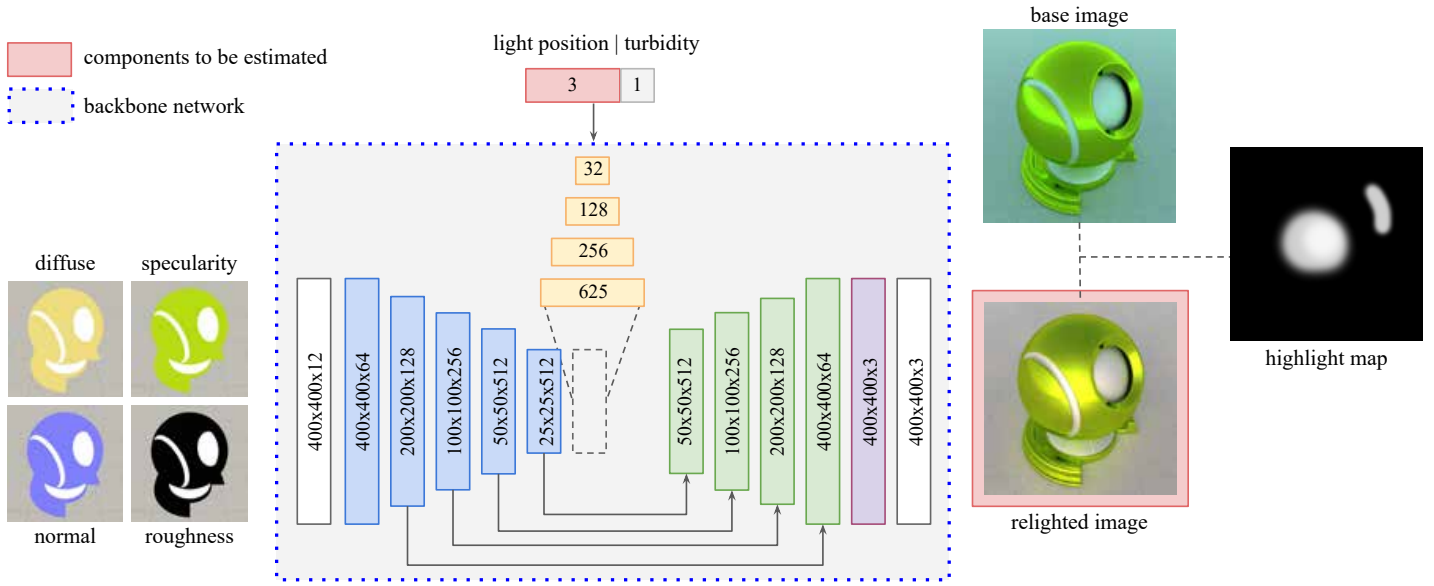 components to be estimated
backbone network
light position | turbidity
3
1
32
128
256
625
diffuse
specularity
normal
roughness
400x400x12
400x400x64
200x200x128
100x100x256
50x50x512
25x25x512
50x50x512
100x100x256
200x200x128
400x400x64
400x400x3
400x400x3
base image
relighted image
highlight map